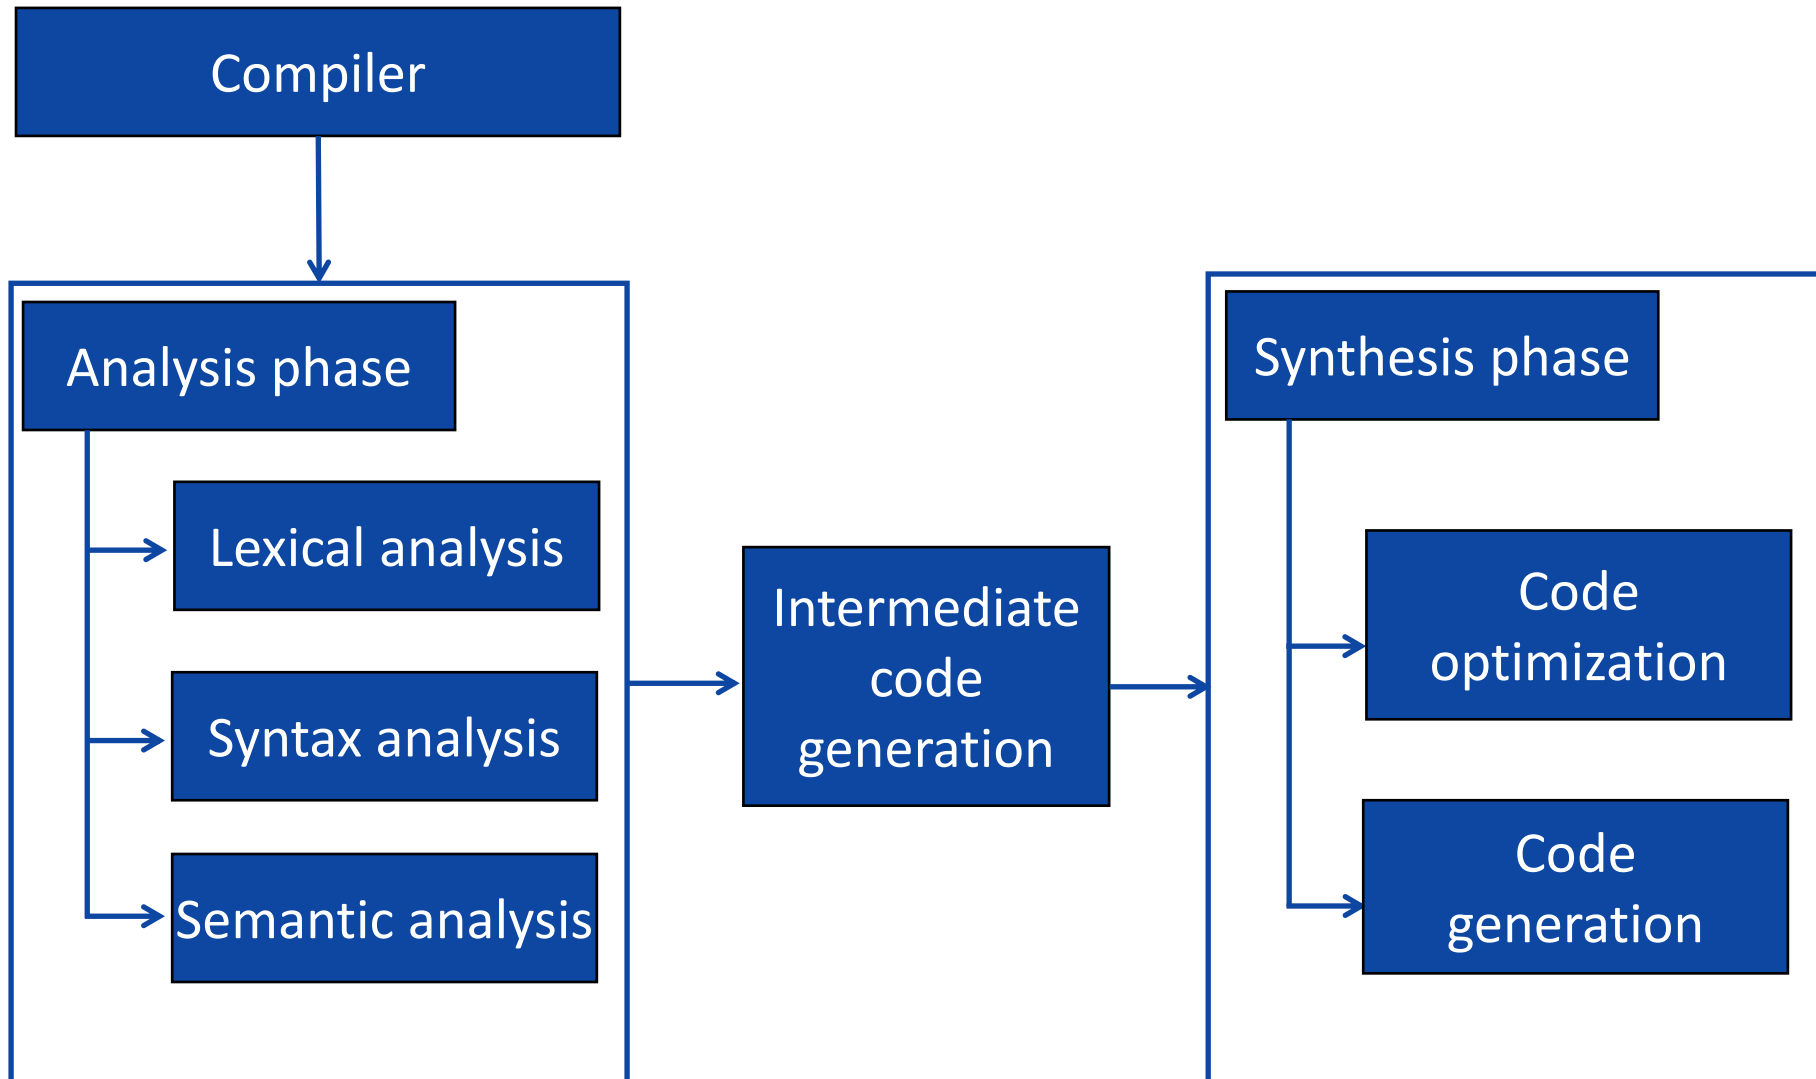 Compiler
Analysis phase
Lexical analysis
Syntax analysis
Semantic analysis
Intermediate
code
generation
Synthesis phase
Code
optimization
Code
generation